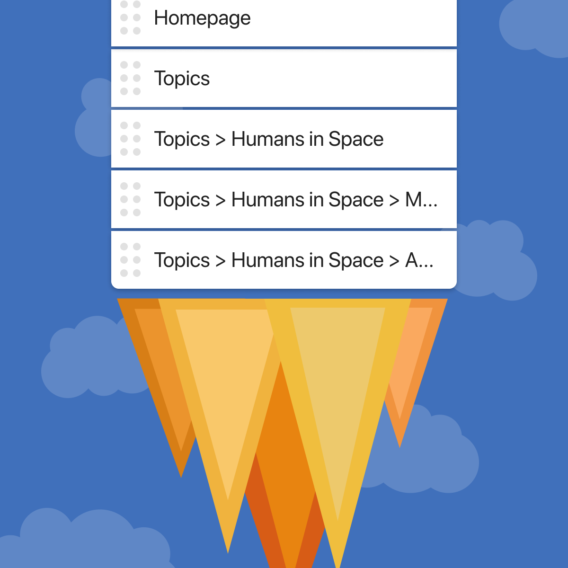 Homepage
Topics
Topics > Humans in Space
Topics > Humans in Space > M...
Topics > Humans in Space > A...